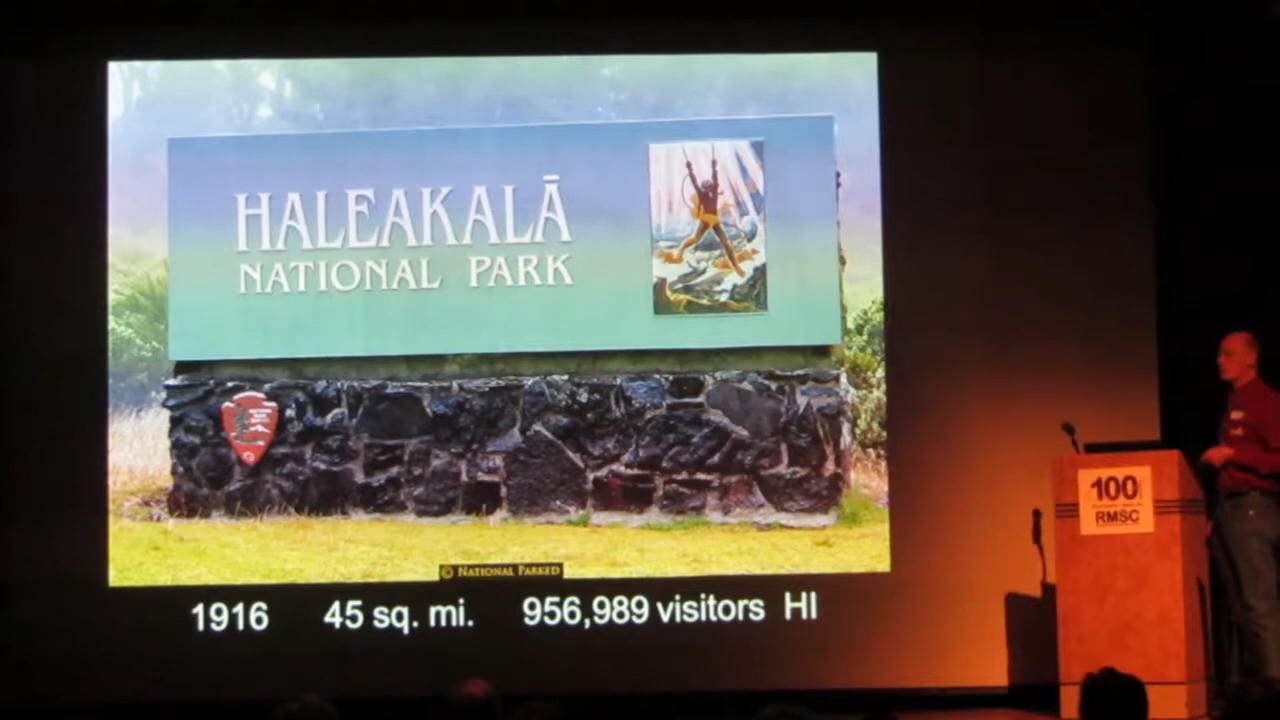 HALEAKALĀ
NATIONAL PARK
© NATIONAL PARKED
1916 45 sq. mi. 956,989 visitors HI
100
RMSC